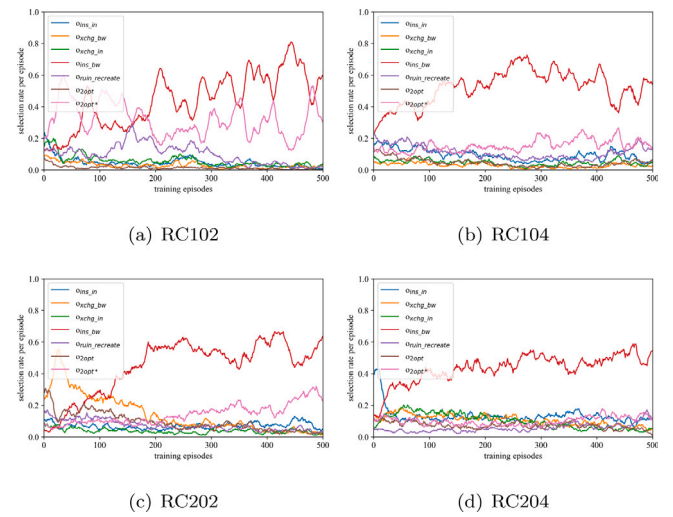 1.0
0.8
0.6
0.4
0.2
0.0
selection rate per episode
o_ins_in
o_xchg_bw
o_xchg_in
o_ins_bw
o_ruin_recreate
o_2opt
o_2opt*
0 100 200 300 400 500
training episodes
(a) RC102
1.0
0.8
0.6
0.4
0.2
0.0
selection rate per episode
o_ins_in
o_xchg_bw
o_xchg_in
o_ins_bw
o_ruin_recreate
o_2opt
o_2opt*
0 100 200 300 400 500
training episodes
(b) RC104
1.0
0.8
0.6
0.4
0.2
0.0
selection rate per episode
o_ins_in
o_xchg_bw
o_xchg_in
o_ins_bw
o_ruin_recreate
o_2opt
o_2opt*
0 100 200 300 400 500
training episodes
(c) RC202
1.0
0.8
0.6
0.4
0.2
0.0
selection rate per episode
o_ins_in
o_xchg_bw
o_xchg_in
o_ins_bw
o_ruin_recreate
o_2opt
o_2opt*
0 100 200 300 400 500
training episodes
(d) RC204